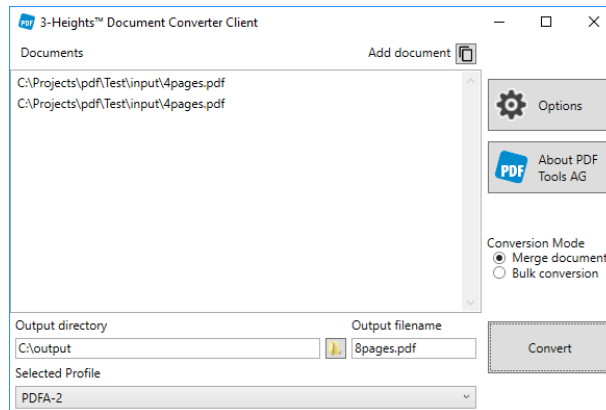 3-Heights™ Document Converter Client
Documents
Add document
C:\Projects\pdf\Test\input\4pages.pdf
C:\Projects\pdf\Test\input\4pages.pdf
Options
PDF
About PDF
Tools AG
Conversion Mode
Merge document
Bulk conversion
Output directory
Output filename
C:\output
8pages.pdf
Convert
Selected Profile
PDFA-2